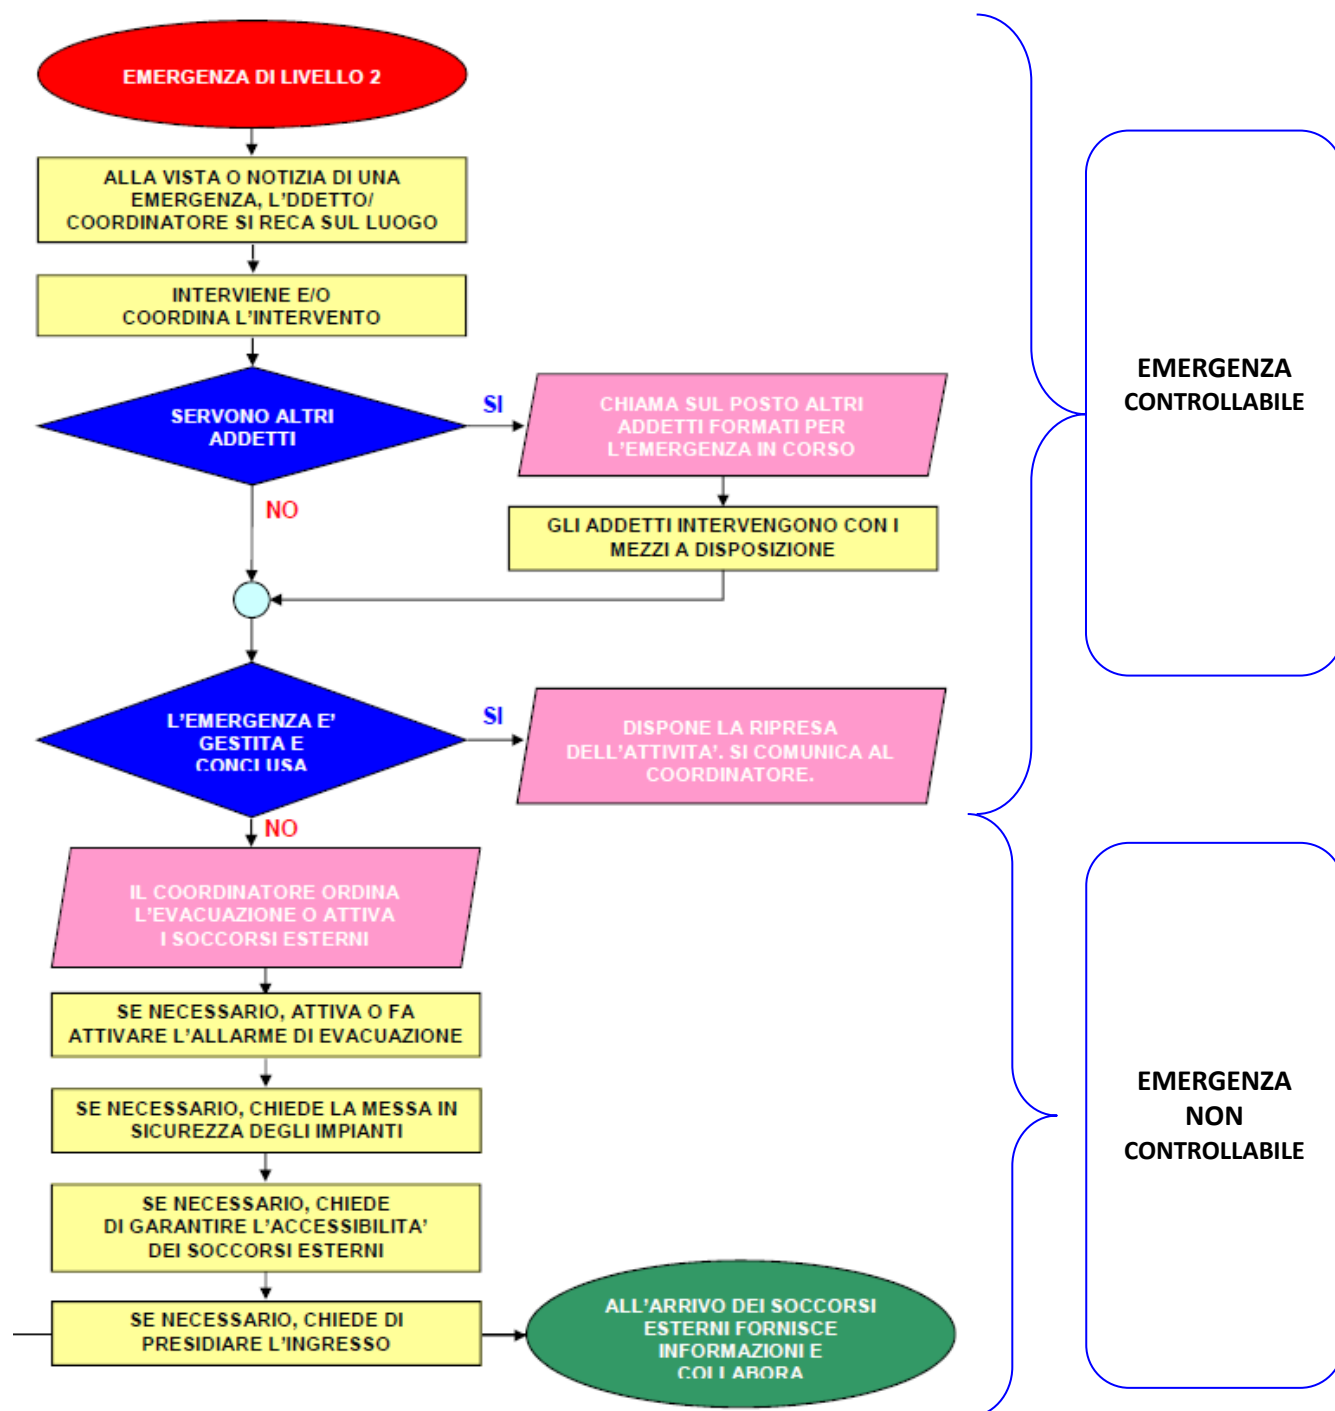 EMERGENZA DI LIVELLO 2
ALLA VISTA O NOTIZIA DI UNA
EMERGENZA, L'DDETTO/
COORDINATORE SI RECA SUL LUOGO
INTERVIENE E/O
COORDINA L'INTERVENTO
SERVONO ALTRI
ADDETTI
SI
CHIAMA SUL POSTO ALTRI
ADDETTI FORMATI PER
L'EMERGENZA IN CORSO
NO
GLI ADDETTI INTERVENGONO CON I
MEZZI A DISPOSIZIONE
L'EMERGENZA E'
GESTITA E
CONCLUSA
SI
DISPONE LA RIPRESA
DELL'ATTIVITA'. SI COMUNICA AL
COORDINATORE.
NO
EMERGENZA
CONTROLLABILE
IL COORDINATORE ORDINA
L'EVACUAZIONE O ATTIVA
I SOCCORSI ESTERNI
SE NECESSARIO, ATTIVA O FA
ATTIVARE L'ALLARME DI EVACUAZIONE
SE NECESSARIO, CHIEDE LA MESSA IN
SICUREZZA DEGLI IMPIANTI
SE NECESSARIO, CHIEDE
DI GARANTIRE L'ACCESSIBILITA'
DEI SOCCORSI ESTERNI
SE NECESSARIO, CHIEDE DI
PRESIDIARE L'INGRESSO
ALL'ARRIVO DEI SOCCORSI
ESTERNI FORNISCE
INFORMAZIONI E
COLLABORA
EMERGENZA
NON
CONTROLLABILE